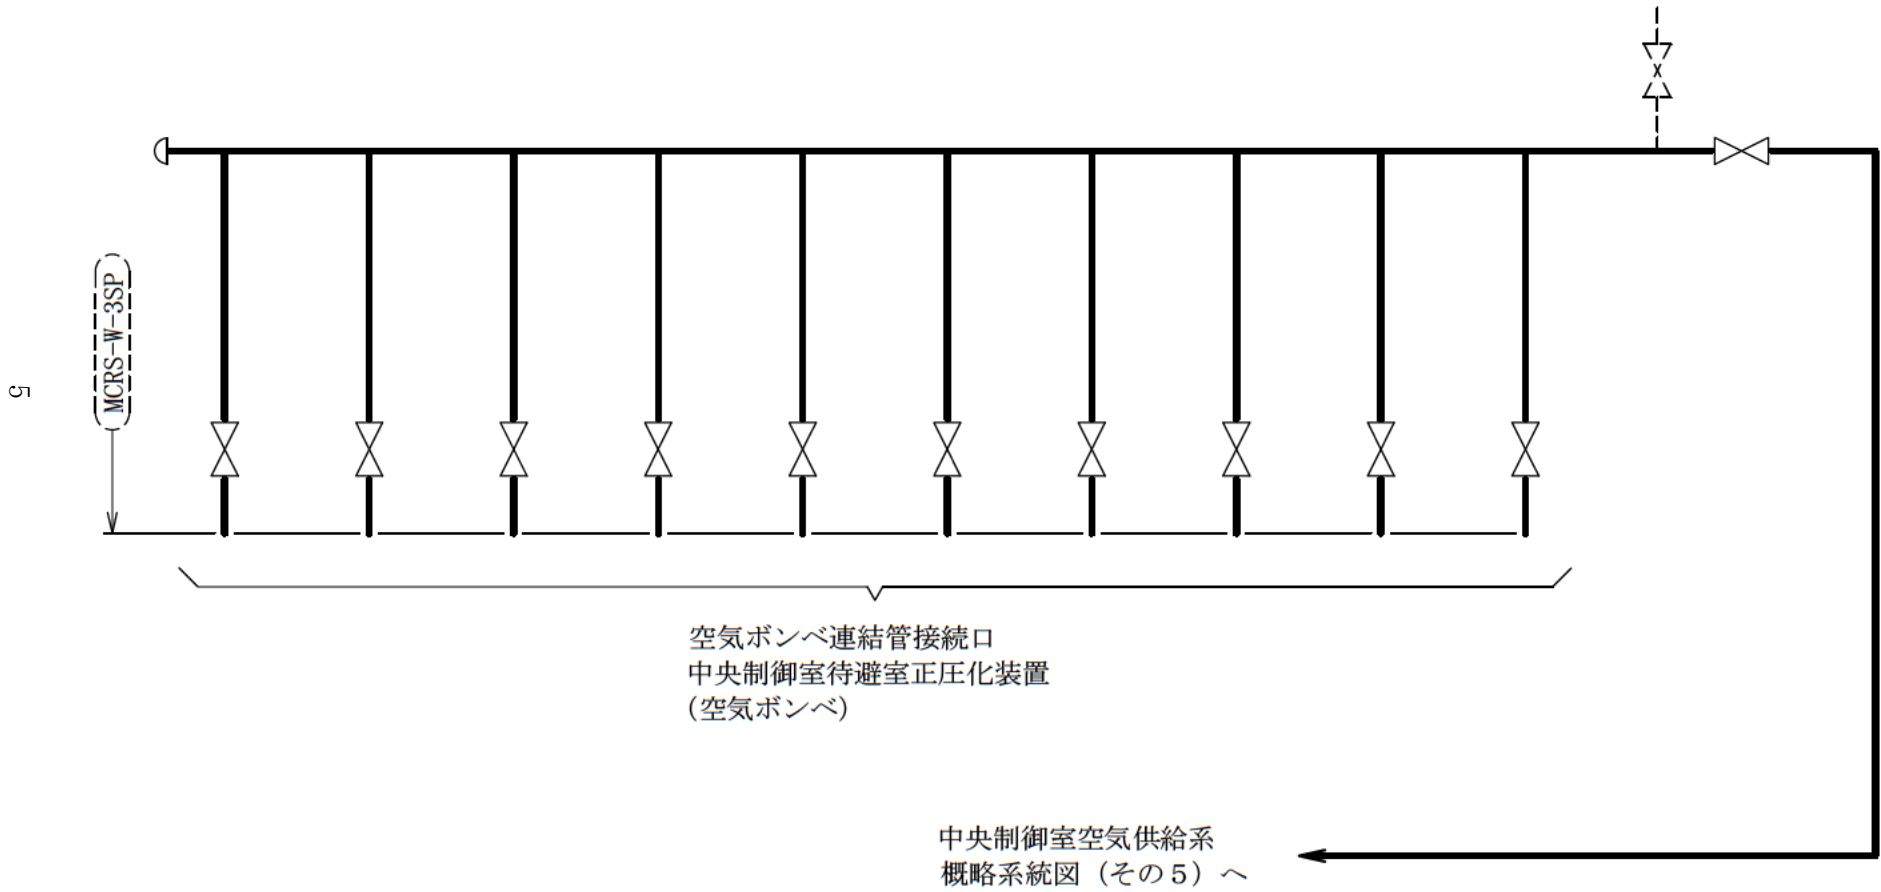 MCRS-W-3SP
5
空気ボンベ連結管接続口
中央制御室待避室正圧化装置
(空気ボンベ)
中央制御室空気供給系
概略系統図（その５）へ